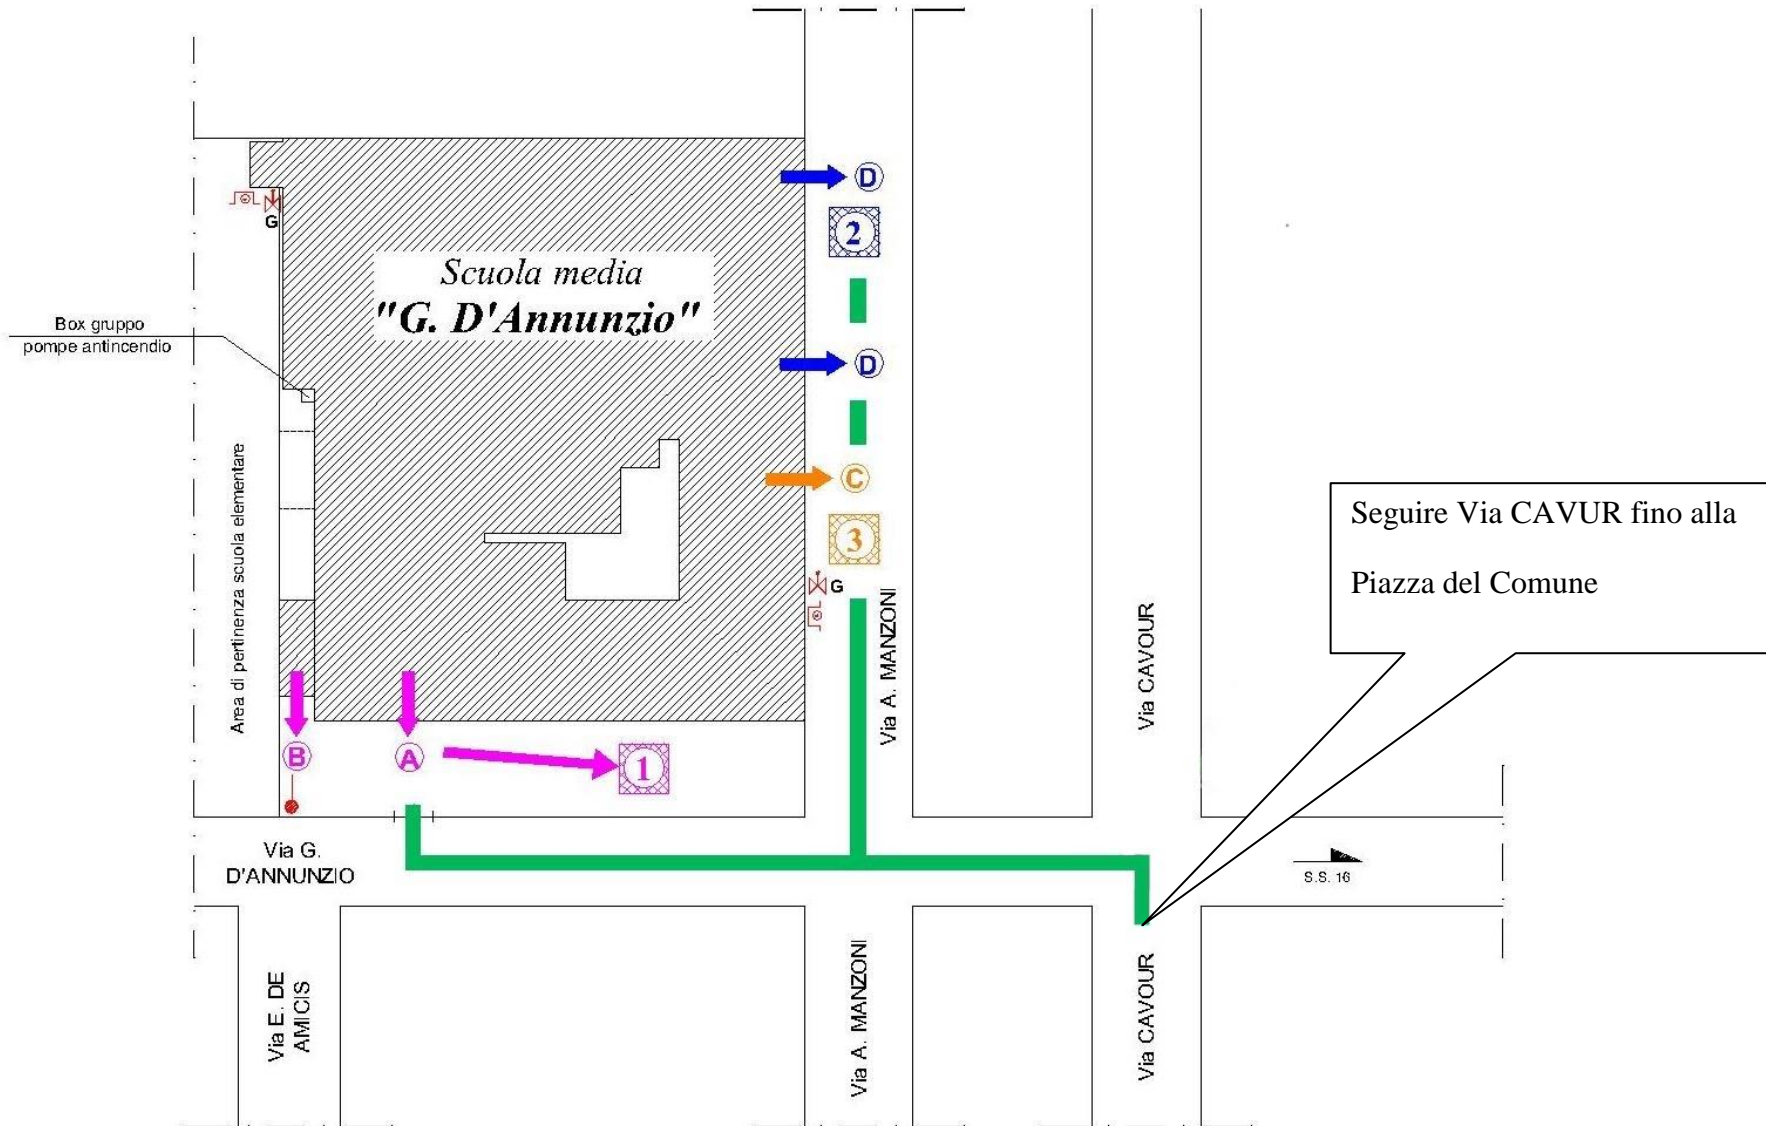 D
2
G
Scuola media
"G. D'Annunzio"
Box gruppo
pompe antincendio
D
Area di pertinenza scuola elementare
C
3
G
Via A. MANZONI
Via CAVOUR
Seguire Via CAVUR fino alla
Piazza del Comune
B
A
1
Via G.
D'ANNUNZIO
S.S. 16
Via E. DE
AMICIS
Via A. MANZONI
Via CAVOUR